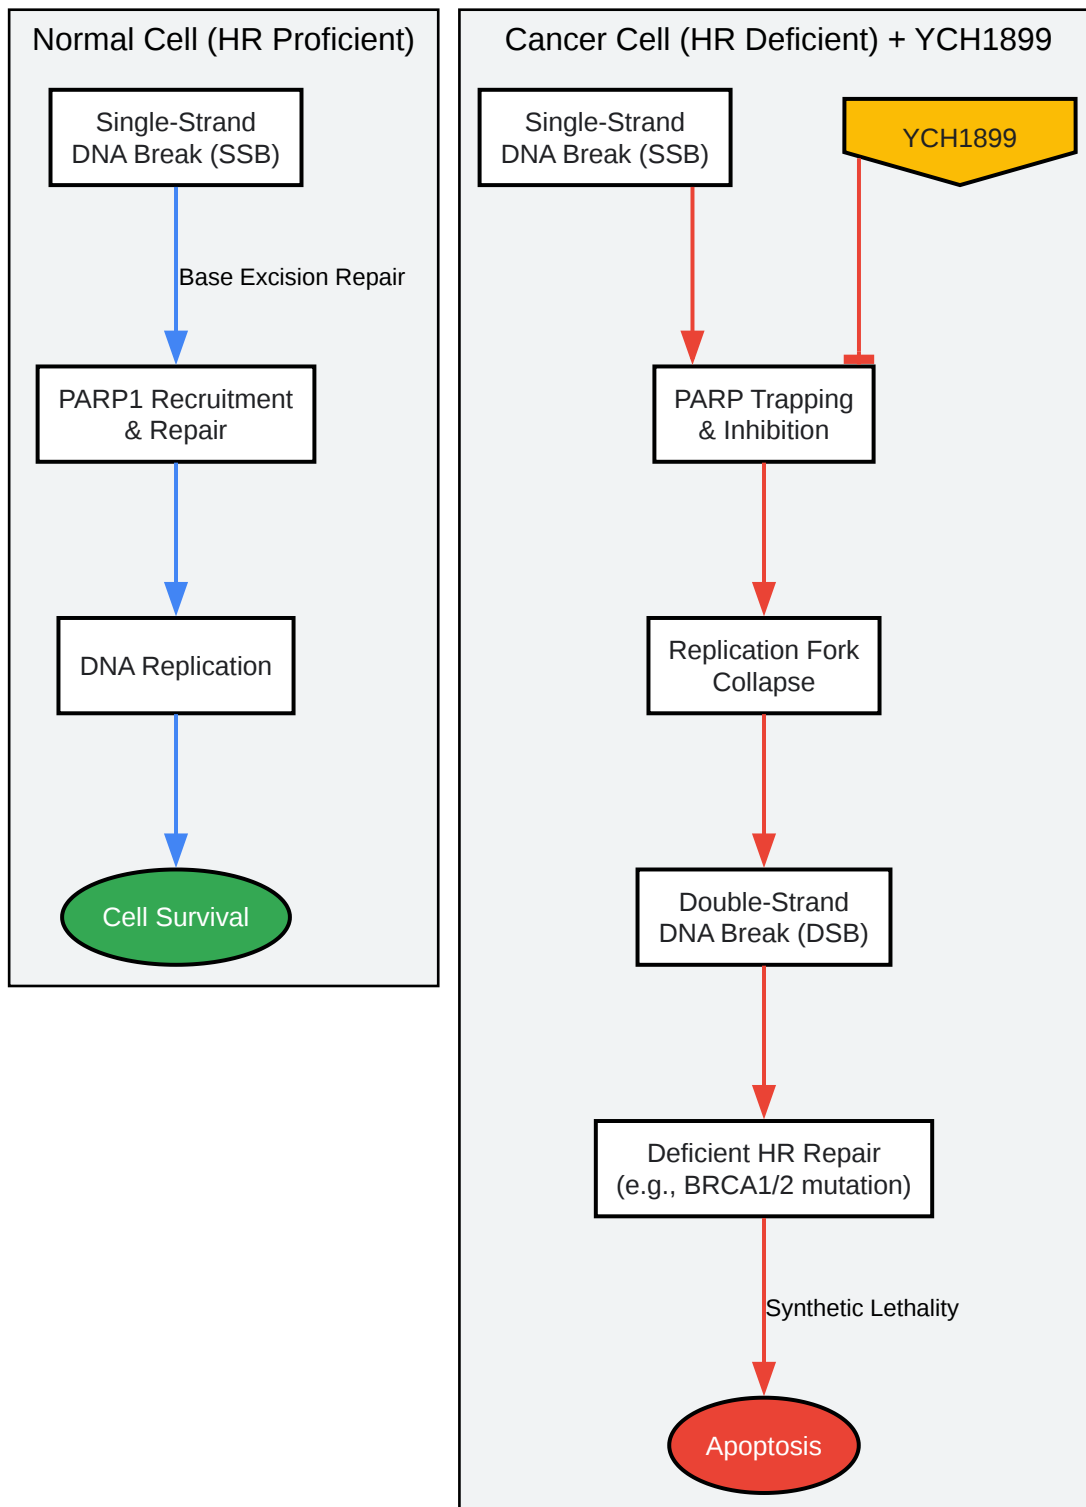 Normal Cell (HR Proficient)
Single-Strand
DNA Break (SSB)
Base Excision Repair
PARP1 Recruitment
& Repair
DNA Replication
Cell Survival
Cancer Cell (HR Deficient) + YCH1899
Single-Strand
DNA Break (SSB)
YCH1899
PARP Trapping
& Inhibition
Replication Fork
Collapse
Double-Strand
DNA Break (DSB)
Deficient HR Repair
(e.g., BRCA1/2 mutation)
Synthetic Lethality
Apoptosis